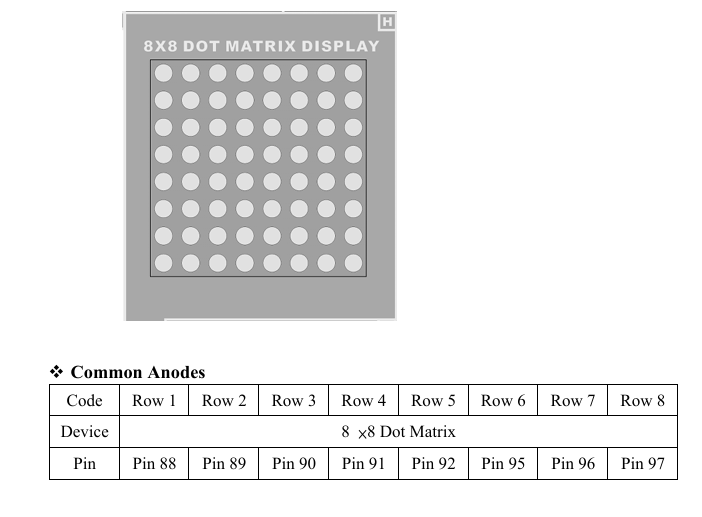 H
8X8 DOT MATRIX DISPLAY
❖ Common Anodes
Code Row 1 Row 2 Row 3 Row 4 Row 5 Row 6 Row 7 Row 8
Device 8 ×8 Dot Matrix
Pin Pin 88 Pin 89 Pin 90 Pin 91 Pin 92 Pin 95 Pin 96 Pin 97